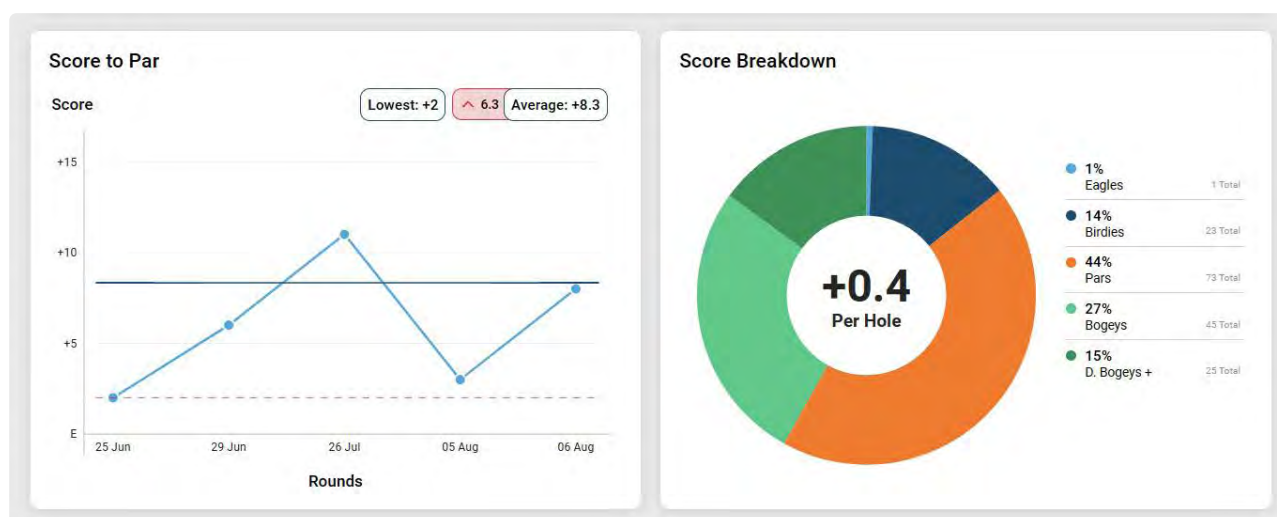 Score to Par
Score
Lowest: +2
6.3
Average: +8.3
+15
+10
+5
E
25 Jun
29 Jun
26 Jul
05 Aug
06 Aug
Rounds
Score Breakdown
+0.4
Per Hole
1%
Eagles
1 Total
14%
Birdies
23 Total
44%
Pars
73 Total
27%
Bogeys
45 Total
15%
D. Bogeys +
25 Total